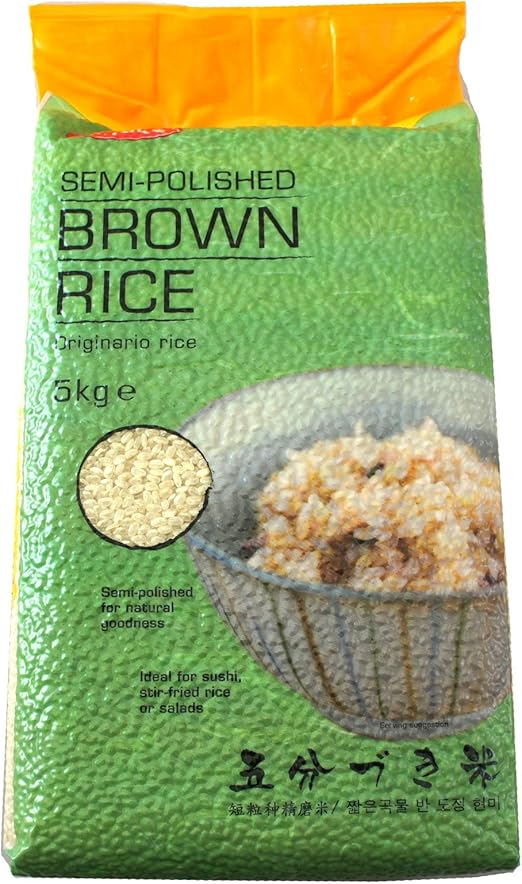 SEMI-POLISHED
BROWN
RICE
Originario rice
5kg e
Semi-polished
for natural
goodness
Ideal for sushi,
stir-fried rice
or salads
Serving suggestion
五分づき米
短粒种精磨米/ 짧은곡물 반 도정 현미